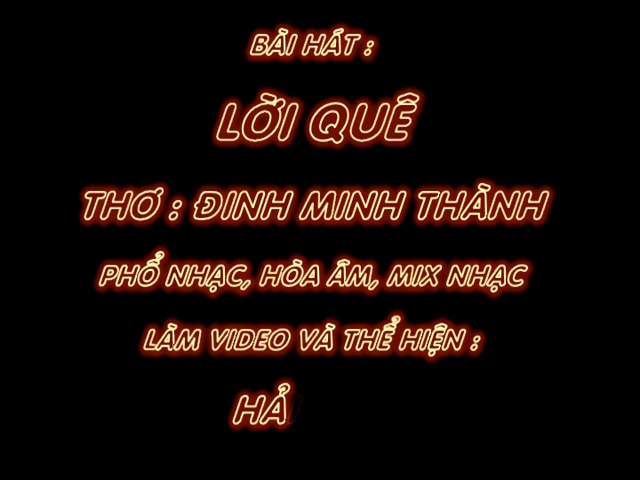 BÀI HÁT :
LỜI QUÊ
THƠ : ĐINH MINH THÀNH
PHỔ NHẠC, HÒA ÂM, MIX NHẠC
LÀM VIDEO VÀ THỂ HIỆN :
HẢ